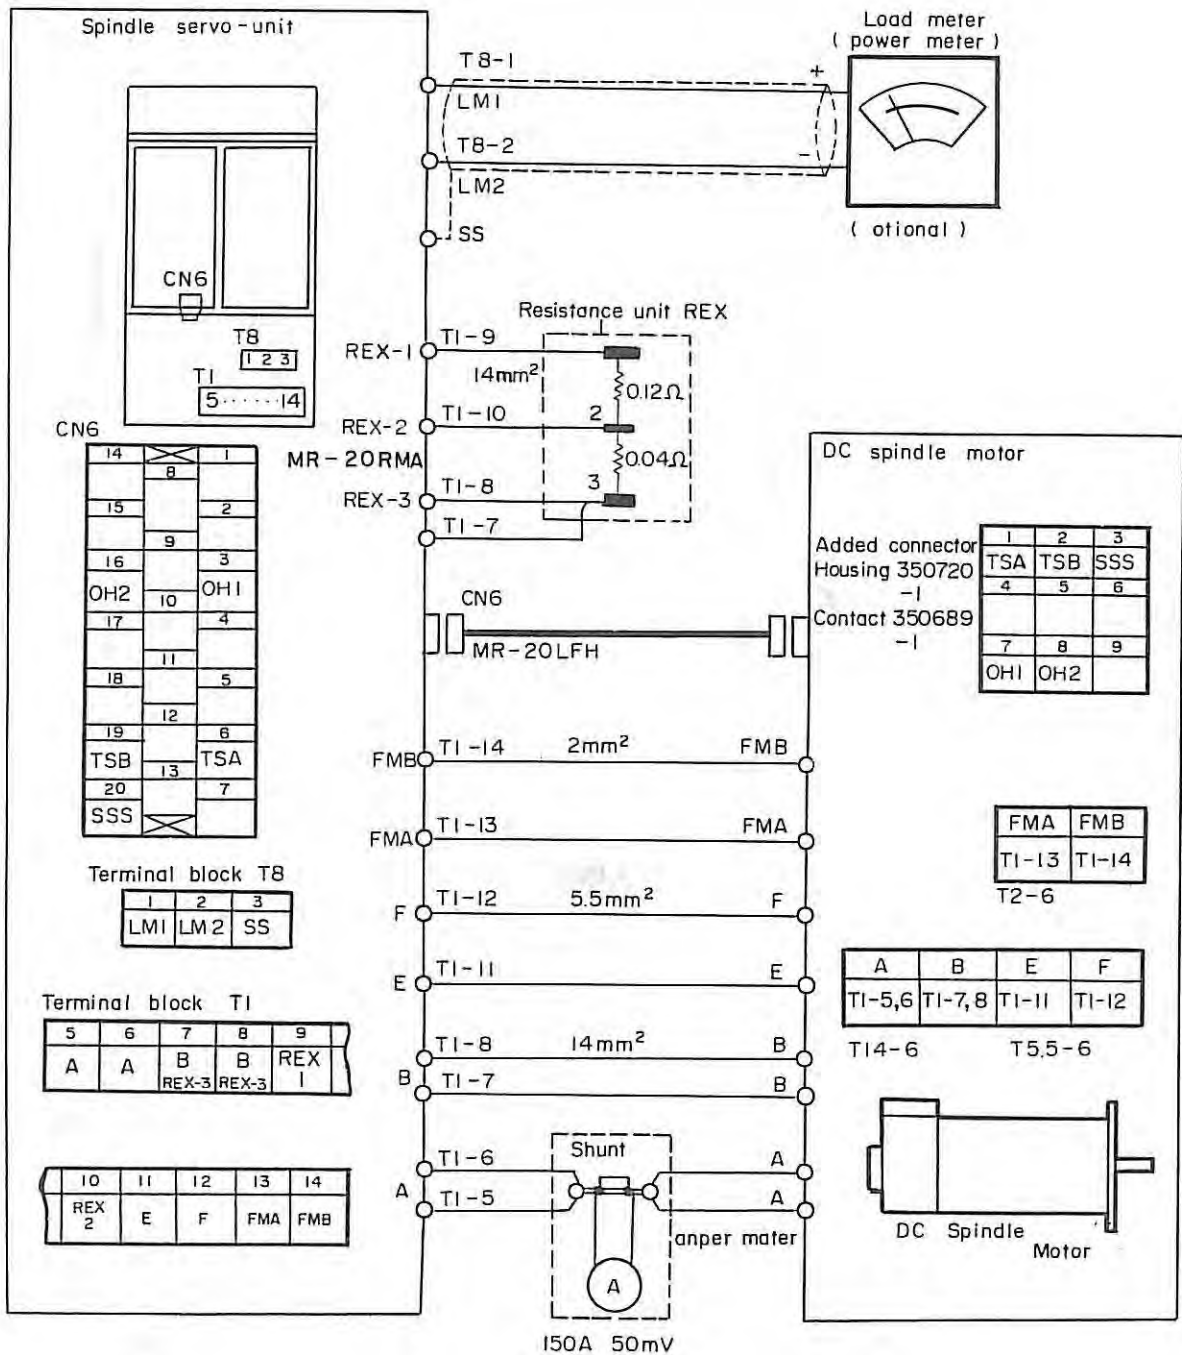 Spindle servo-unit
CN6
T8
1 2 3
T1
5······14
CN6
14 1
8
15 2
9
16 3
OH2 OH1
10
17 4
11
18 5
12
19 6
TSB TSA
13
20 7
SSS
Terminal block T8
1 2 3
LM1 LM2 SS
Terminal block T1
5 6 7 8 9
A A B B REX
REX-3 REX-3 1
10 11 12 13 14
REX E F FMA FMB
2
T8-1
LM1
T8-2
LM2
SS
+
-
Load meter
( power meter )
( otional )
Resistance unit REX
REX-1 T1-9
14mm²
0.12Ω
REX-2 T1-10 2
MR-20RMA
0.04Ω
REX-3 T1-8 3
T1-7
CN6
MR-20LFH
FMB T1-14 2mm² FMB
FMA T1-13 FMA
F T1-12 5.5mm² F
E T1-11 E
T1-8 14mm² B
B T1-7 B
Shunt
T1-6 A
A T1-5 A
anper mater
A
150A 50mV
DC spindle motor
Added connector
Housing 350720
-1
Contact 350689
-1
1 2 3
TSA TSB SSS
4 5 6
7 8 9
OH1 OH2
FMA FMB
T1-13 T1-14
T2-6
A B E F
T1-5,6 T1-7,8 T1-11 T1-12
T14-6 T5.5-6
DC Spindle
Motor